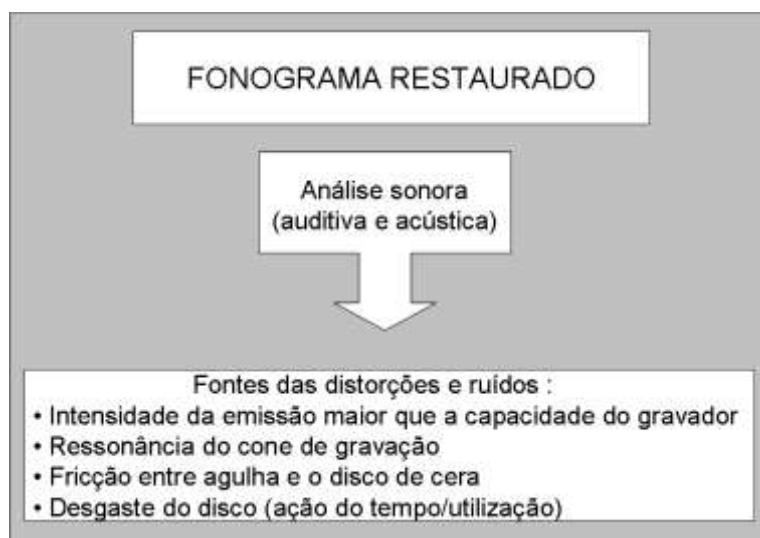 FONOGRAMA RESTAURADO
Análise sonora
(auditiva e acústica)
Fontes das distorções e ruídos :
• Intensidade da emissão maior que a capacidade do gravador
• Ressonância do cone de gravação
• Fricção entre agulha e o disco de cera
• Desgaste do disco (ação do tempo/utilização)